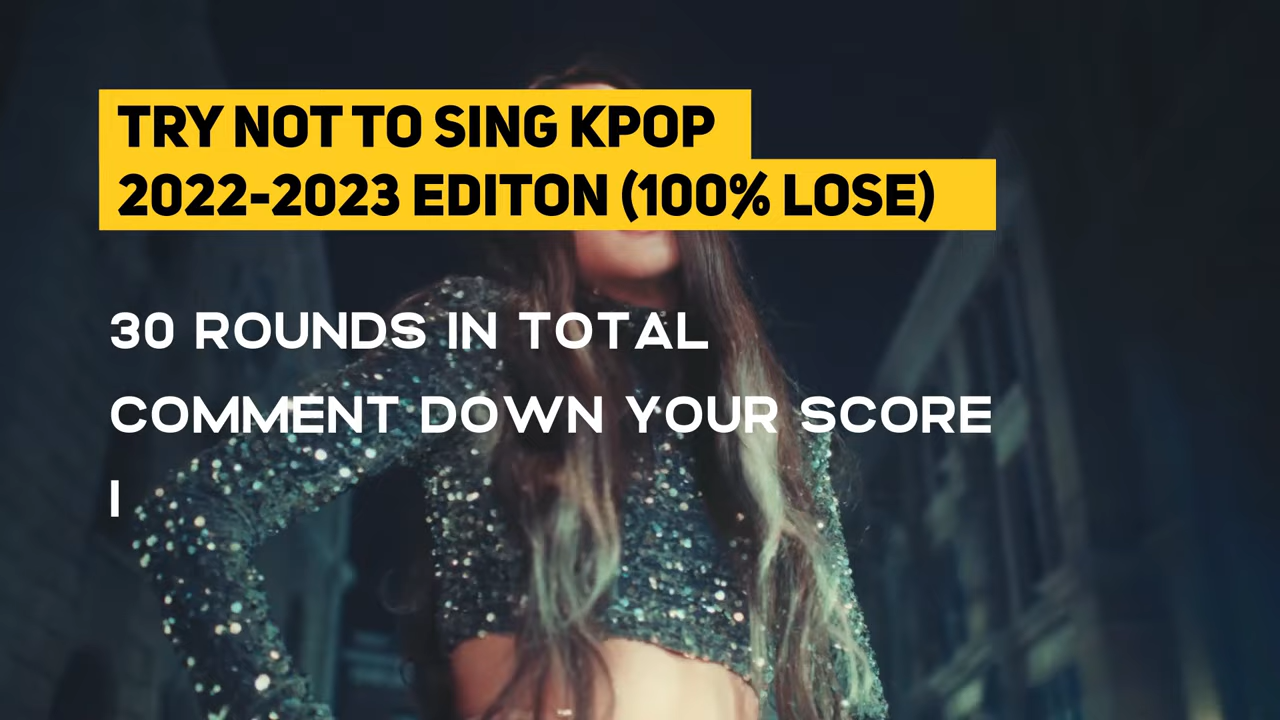 TRY NOT TO SING KPOP
2022-2023 EDITON (100% LOSE)
30 ROUNDS IN TOTAL
COMMENT DOWN YOUR SCORE
I